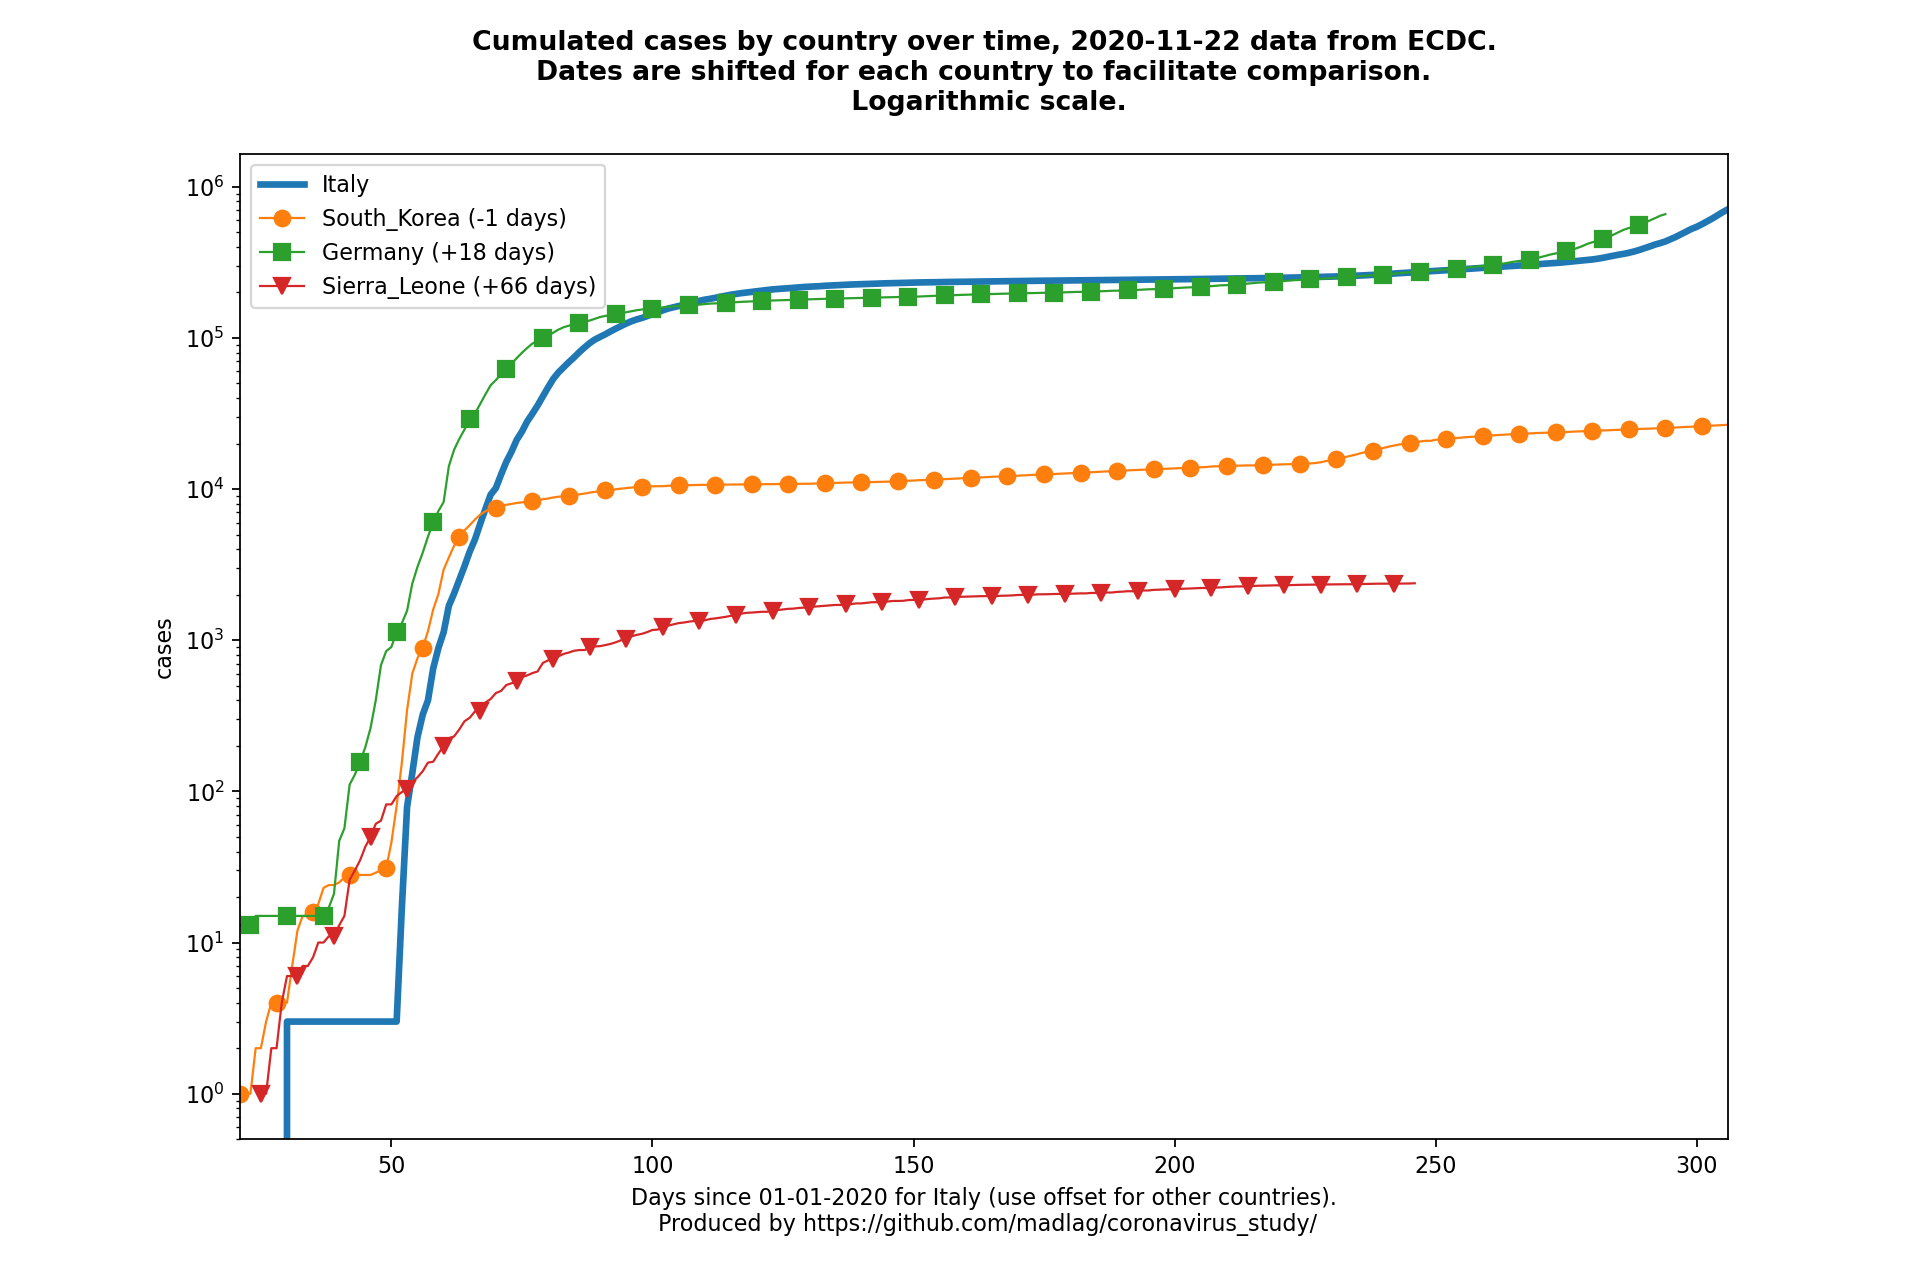 Cumulated cases by country over time, 2020-11-22 data from ECDC.
Dates are shifted for each country to facilitate comparison.
Logarithmic scale.
Italy
South_Korea (-1 days)
Germany (+18 days)
Sierra_Leone (+66 days)
10^6
10^5
10^4
10^3
10^2
10^1
10^0
cases
50 100 150 200 250 300
Days since 01-01-2020 for Italy (use offset for other countries).
Produced by https://github.com/madlag/coronavirus_study/